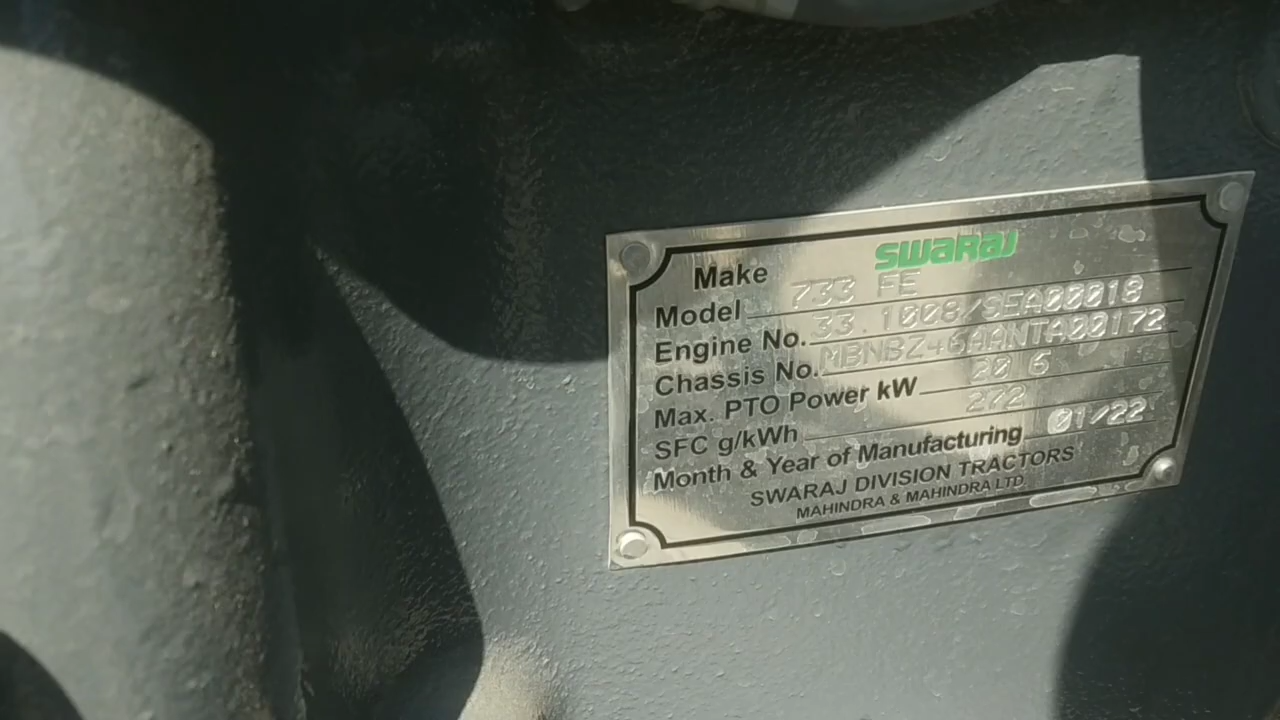 Make SWARAJ
Model 733 FE
Engine No. 33.1008/SEA00018
Chassis No. MBNBZ46AANTA00172
Max. PTO Power kW 20 6
SFC g/kWh 272
Month & Year of Manufacturing 01/22
SWARAJ DIVISION TRACTORS
MAHINDRA & MAHINDRA LTD.